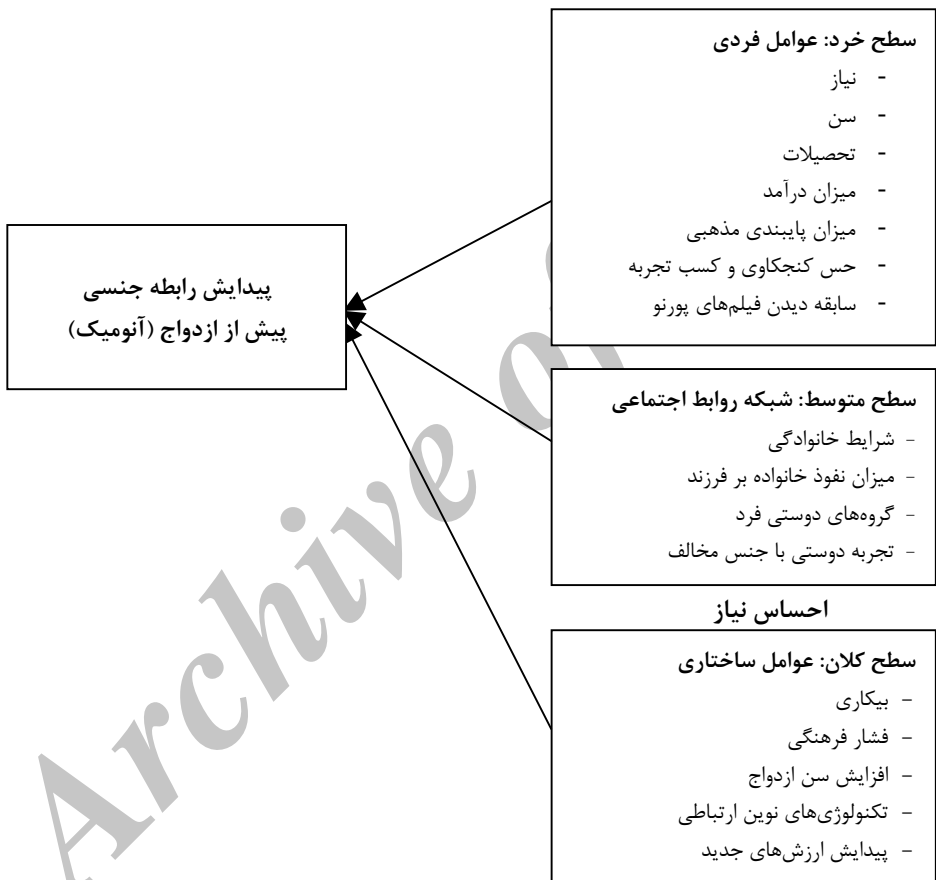 سطح خرد: عوامل فردی
- نیاز
- سن
- تحصیلات
- میزان درآمد
- میزان پایبندی مذهبی
- حس کنجکاوی و کسب تجربه
- سابقه دیدن فیلم‌های پورنو
پیدایش رابطه جنسی
پیش از ازدواج (آنومیک)
سطح متوسط: شبکه روابط اجتماعی
- شرایط خانوادگی
- میزان نفوذ خانواده بر فرزند
- گروه‌های دوستی فرد
- تجربه دوستی با جنس مخالف
احساس نیاز
سطح کلان: عوامل ساختاری
- بیکاری
- فشار فرهنگی
- افزایش سن ازدواج
- تکنولوژی‌های نوین ارتباطی
- پیدایش ارزش‌های جدید
Archive of